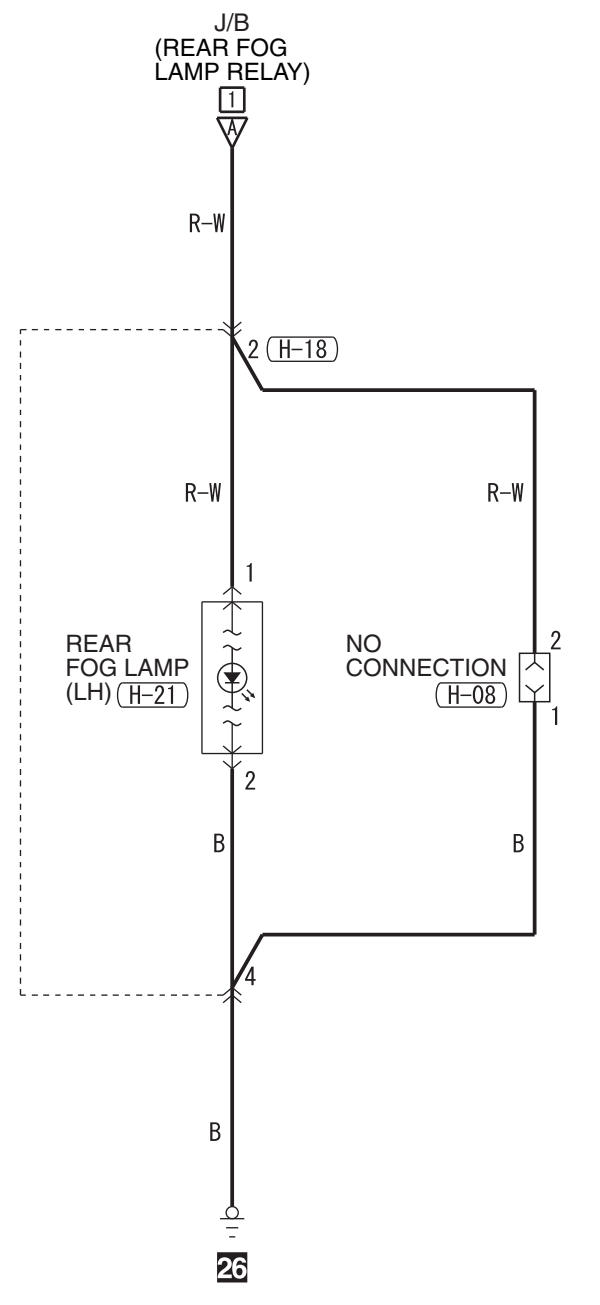 J/B
(REAR FOG
LAMP RELAY)
1
A
R-W
2 H-18
R-W
R-W
1
REAR
FOG LAMP
(LH) H-21
NO
CONNECTION
H-08
2
1
2
B
B
4
B
26